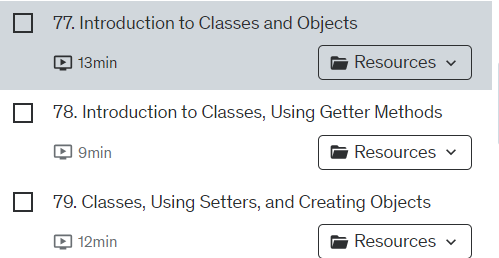 77. Introduction to Classes and Objects
13min
Resources
78. Introduction to Classes, Using Getter Methods
9min
Resources
79. Classes, Using Setters, and Creating Objects
12min
Resources